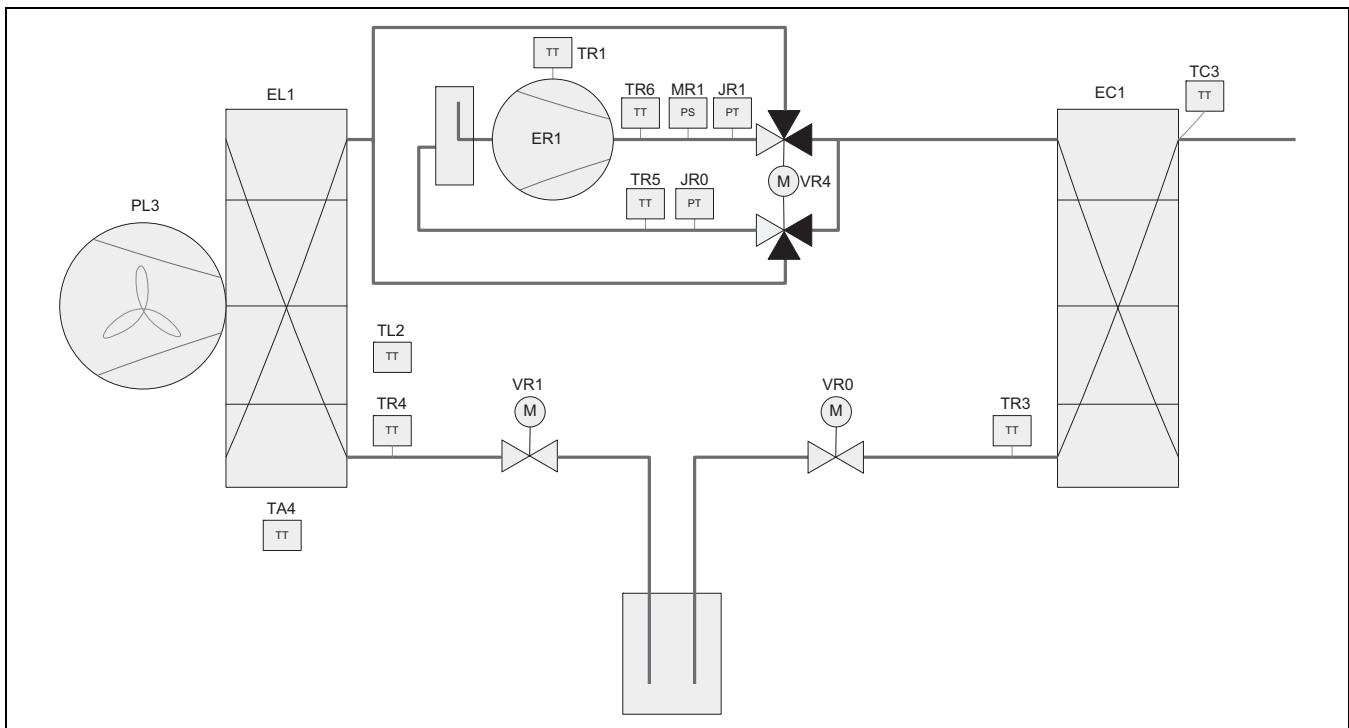 TT TR1
TR6 MR1 JR1
TT PS PT
TC3
TT
EL1
EC1
ER1
M VR4
TR5 JR0
TT PT
PL3
TL2
TT
VR1
M
VR0
M
TR4
TT
TR3
TT
TA4
TT